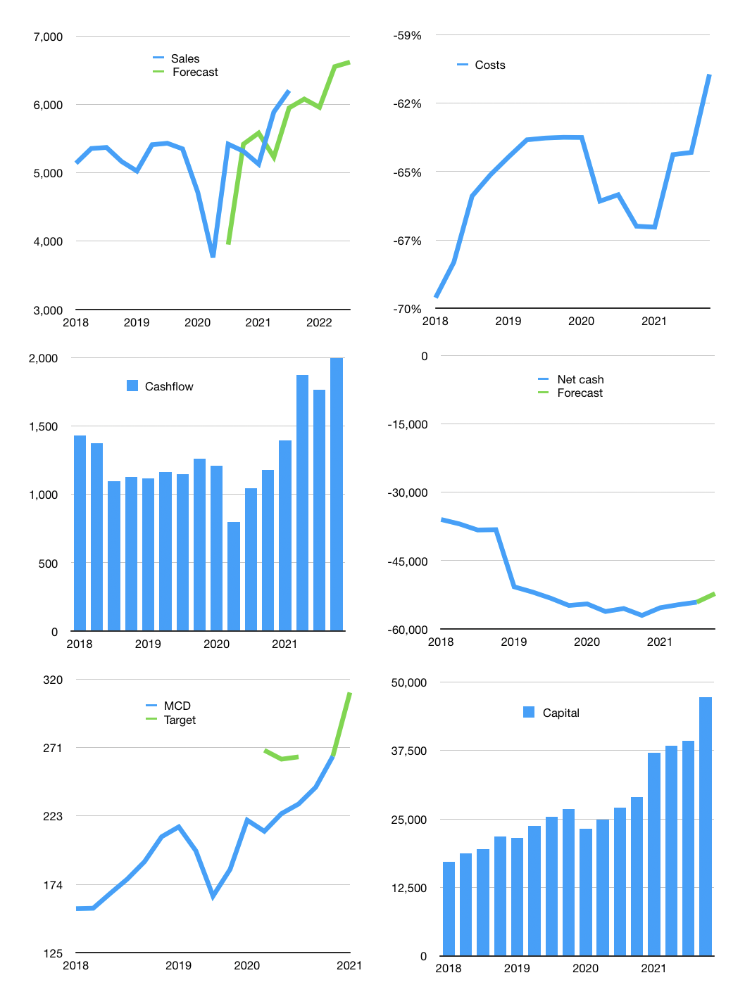 7,000
Sales
Forecast
6,000
5,000
4,000
3,000
2018 2019 2020 2021 2022
-59%
Costs
-62%
-65%
-67%
-70%
2018 2019 2020 2021
2,000
Cashflow
1,500
1,000
500
0
2018 2019 2020 2021
0
Net cash
Forecast
-15,000
-30,000
-45,000
-60,000
2018 2019 2020 2021
320
MCD
Target
271
223
174
125
2018 2019 2020 2021
50,000
Capital
37,500
25,000
12,500
0
2018 2019 2020 2021